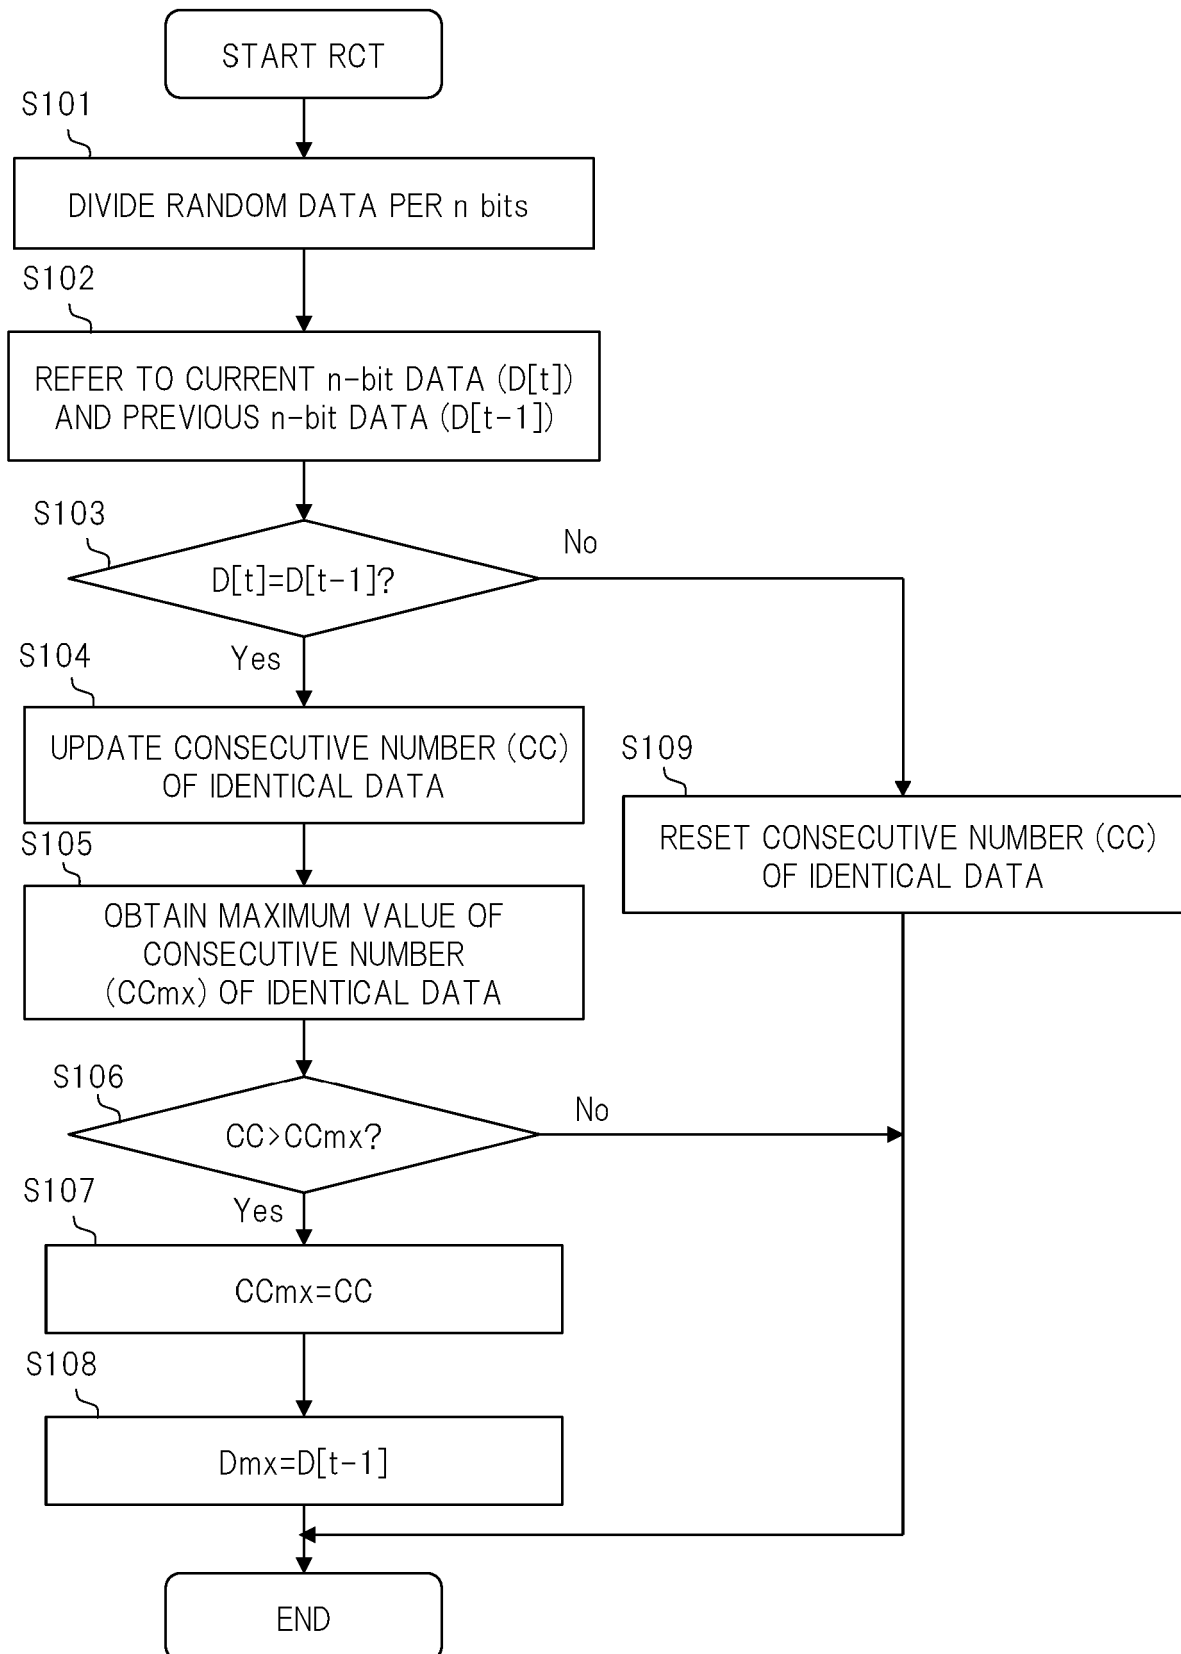 START RCT
S101
DIVIDE RANDOM DATA PER n bits
S102
REFER TO CURRENT n-bit DATA (D[t])
AND PREVIOUS n-bit DATA (D[t-1])
S103
D[t]=D[t-1]?
No
Yes
S104
UPDATE CONSECUTIVE NUMBER (CC)
OF IDENTICAL DATA
S109
RESET CONSECUTIVE NUMBER (CC)
OF IDENTICAL DATA
S105
OBTAIN MAXIMUM VALUE OF
CONSECUTIVE NUMBER
(CCmx) OF IDENTICAL DATA
S106
CC>CCmx?
No
Yes
S107
CCmx=CC
S108
Dmx=D[t-1]
END